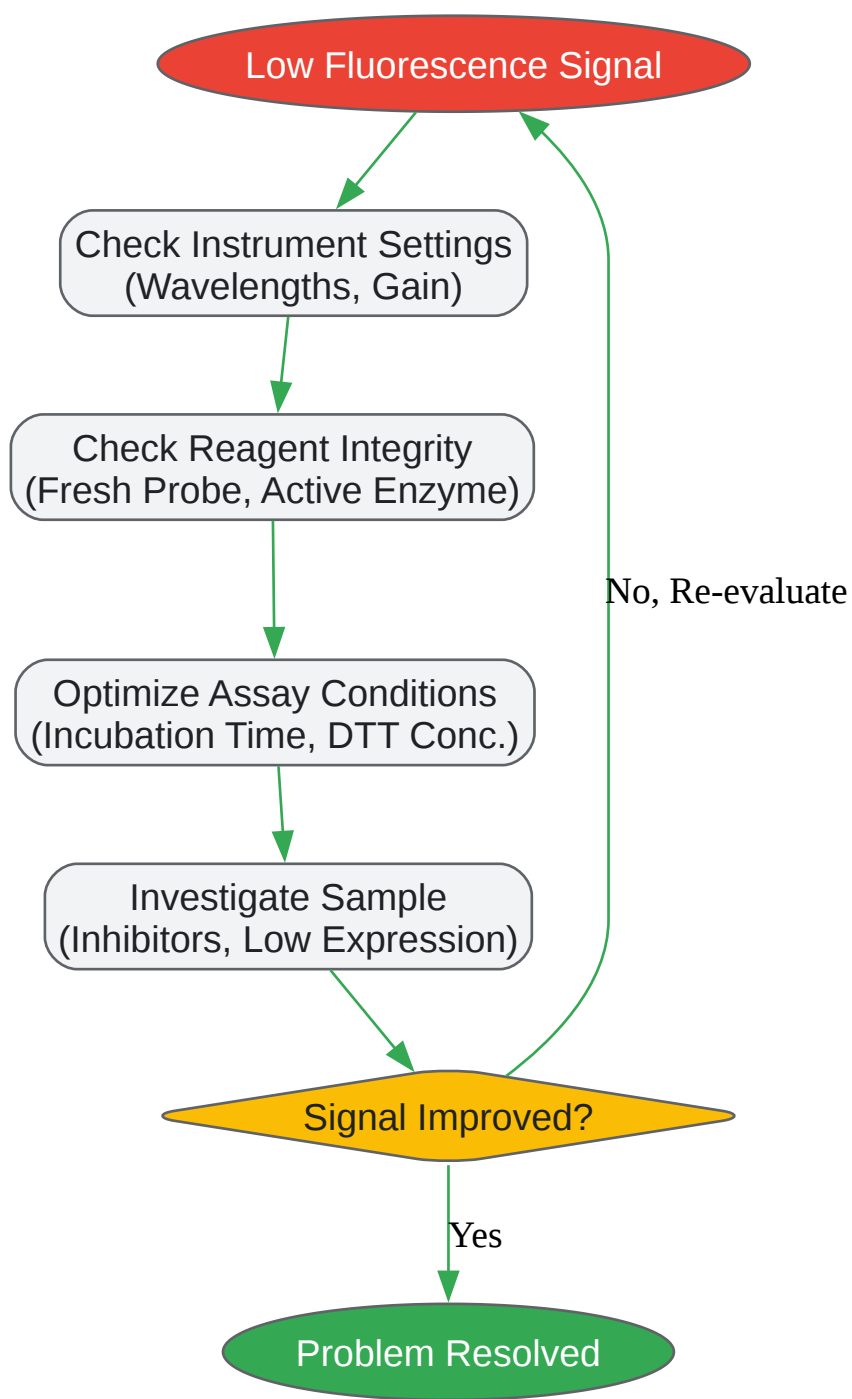 Low Fluorescence Signal
Check Instrument Settings
(Wavelengths, Gain)
Check Reagent Integrity
(Fresh Probe, Active Enzyme)
No, Re-evaluate
Optimize Assay Conditions
(Incubation Time, DTT Conc.)
Investigate Sample
(Inhibitors, Low Expression)
Signal Improved?
Yes
Problem Resolved